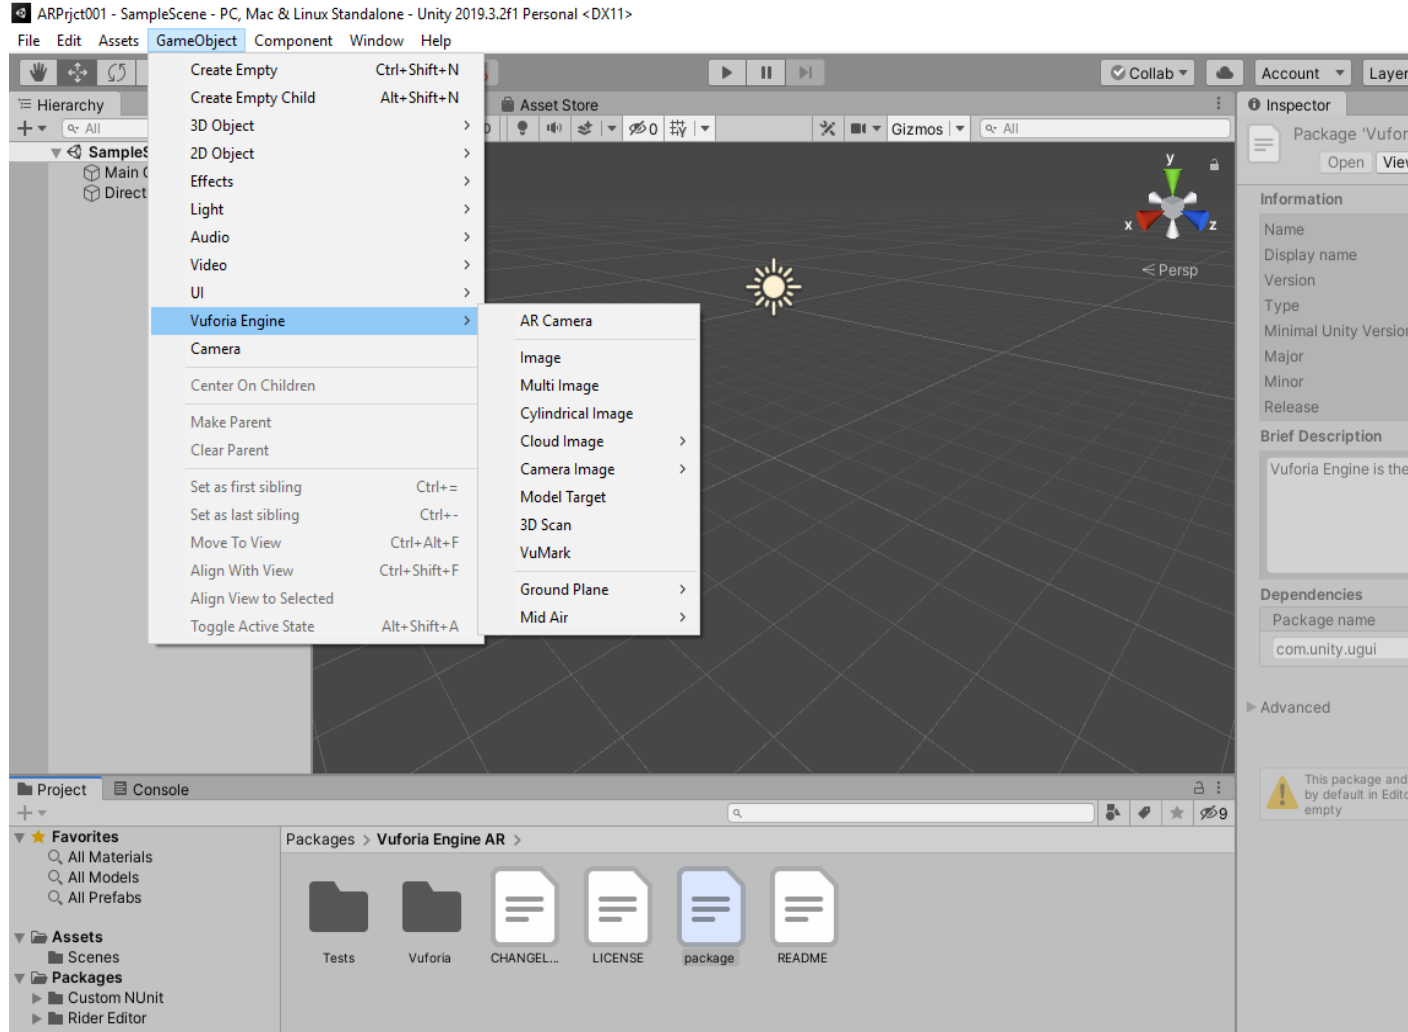 ARPrjct001 - SampleScene - PC, Mac & Linux Standalone - Unity 2019.3.2f1 Personal <DX11>
File Edit Assets GameObject Component Window Help
Collab
Account
Layer
Hierarchy
All
SampleS
Main C
Direct
Create Empty Ctrl+Shift+N
Create Empty Child Alt+Shift+N
3D Object
2D Object
Effects
Light
Audio
Video
UI
Vuforia Engine
Camera
Center On Children
Make Parent
Clear Parent
Set as first sibling Ctrl+=
Set as last sibling Ctrl+-
Move To View Ctrl+Alt+F
Align With View Ctrl+Shift+F
Align View to Selected
Toggle Active State Alt+Shift+A
AR Camera
Image
Multi Image
Cylindrical Image
Cloud Image
Camera Image
Model Target
3D Scan
VuMark
Ground Plane
Mid Air
Asset Store
0
Gizmos
All
y
x
z
Persp
Inspector
Package 'Vufor
Open View
Information
Name
Display name
Version
Type
Minimal Unity Version
Major
Minor
Release
Brief Description
Vuforia Engine is the
Dependencies
Package name
com.unity.ugui
Advanced
This package and
by default in Edito
empty
Project
Console
9
Favorites
All Materials
All Models
All Prefabs
Assets
Scenes
Packages
Custom NUnit
Rider Editor
Packages > Vuforia Engine AR >
Tests
Vuforia
CHANGEL...
LICENSE
package
README